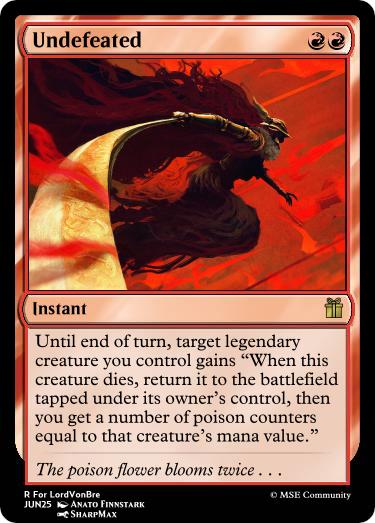 Undefeated
Instant
Until end of turn, target legendary
creature you control gains “When this
creature dies, return it to the battlefield
tapped under its owner’s control, then
you get a number of poison counters
equal to that creature’s mana value.”
The poison flower blooms twice . . .
R For LordVonBre
JUN25 Anato Finnstark © MSE Community
SharpMax